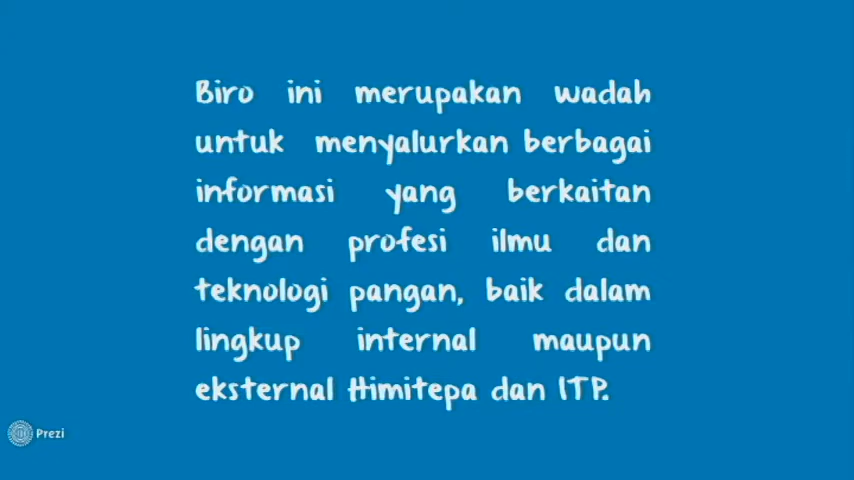 Biro ini merupakan wadah
untuk menyalurkan berbagai
informasi yang berkaitan
dengan profesi ilmu dan
teknologi pangan, baik dalam
lingkup internal maupun
eksternal Himitepa dan ITP.
Prezi